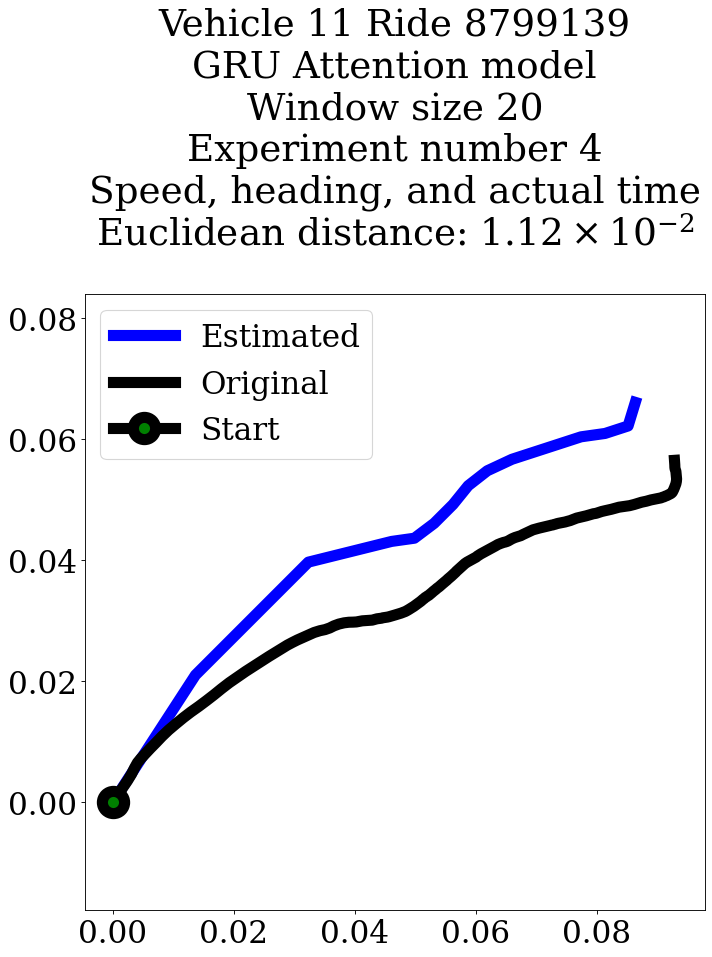 Vehicle 11 Ride 8799139
GRU Attention model
Window size 20
Experiment number 4
Speed, heading, and actual time
Euclidean distance: 1.12 × 10⁻²
Estimated
Original
Start
0.08
0.06
0.04
0.02
0.00
0.00 0.02 0.04 0.06 0.08